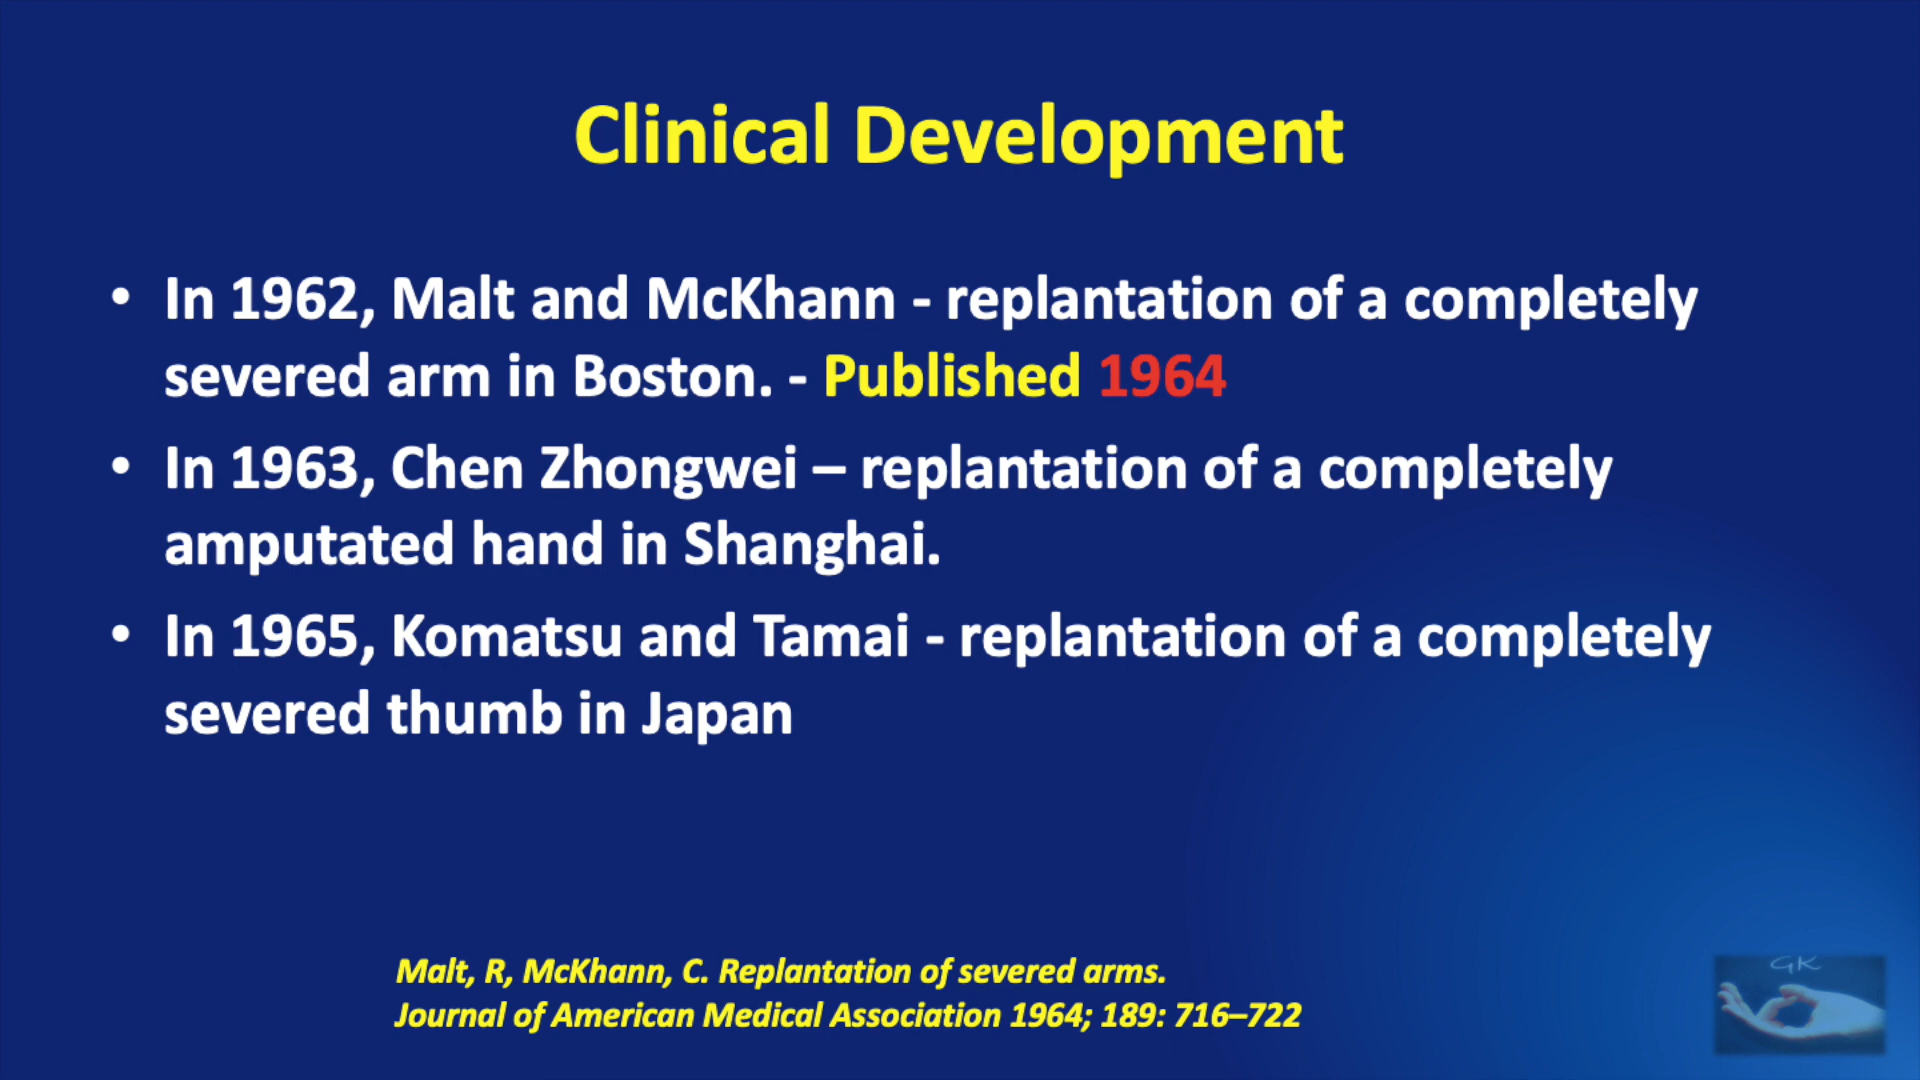 Clinical Development
• In 1962, Malt and McKhann - replantation of a completely
severed arm in Boston. - Published 1964
• In 1963, Chen Zhongwei – replantation of a completely
amputated hand in Shanghai.
• In 1965, Komatsu and Tamai - replantation of a completely
severed thumb in Japan
Malt, R, McKhann, C. Replantation of severed arms.
Journal of American Medical Association 1964; 189: 716–722
GK